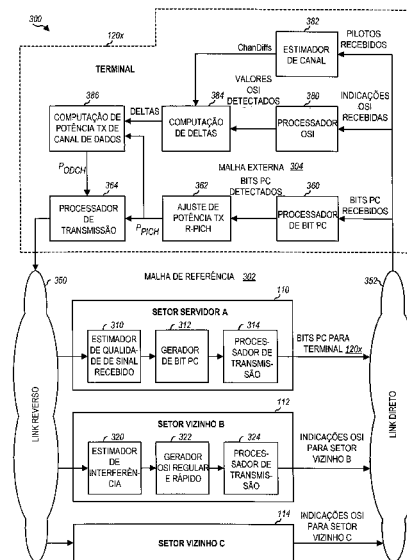 300
120x
TERMINAL
382
ESTIMADOR
DE CANAL
PILOTOS
RECEBIDOS
ChanDiffs
VALORES
OSI
DETECTADOS
INDICAÇÕES
OSI
RECEBIDAS
386
COMPUTAÇÃO DE
POTÊNCIA TX DE
CANAL DE DADOS
DELTAS
384
COMPUTAÇÃO
DE DELTAS
380
PROCESSADOR
OSI
MALHA EXTERNA 304
BITS PC
DETECTADOS
PODCH
364
PROCESSADOR
DE
TRANSMISSÃO
PPICH
362
AJUSTE DE
POTÊNCIA TX
R-PICH
360
PROCESSADOR
DE BIT PC
BITS PC
RECEBIDOS
350
LINK REVERSO
MALHA DE REFERÊNCIA 302
352
LINK DIRETO
110
SETOR SERVIDOR A
310
ESTIMADOR
DE QUALIDA-
DE DE SINAL
RECEBIDO
312
GERADOR
DE BIT PC
314
PROCES-
SADOR DE
TRANSMIS-
SÃO
BITS PC PARA
TERMINAL 120x
112
SETOR VIZINHO B
320
ESTIMADOR
DE
INTERFE-
RÊNCIA
322
GERADOR
OSI REGULAR
E RÁPIDO
324
PROCES-
SADOR DE
TRANSMIS-
SÃO
INDICAÇÕES OSI
PARA SETOR
VIZINHO B
114
SETOR VIZINHO C
INDICAÇÕES OSI
PARA SETOR
VIZINHO C